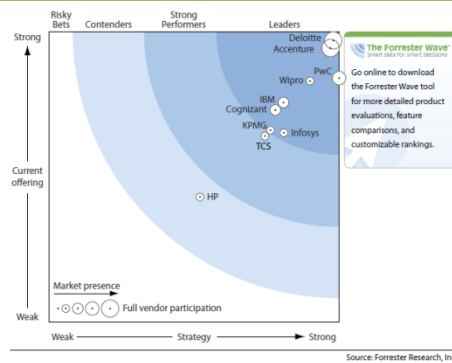 Risky Bets
Contenders
Strong Performers
Leaders
Strong
Deloitte
Accenture
The Forrester Wave™
Smart data for smart decisions
PwC
Wipro
Go online to download
the Forrester Wave tool
for more detailed product
evaluations, feature
comparisons, and
customizable rankings.
IBM
Cognizant
KPMG
Infosys
TCS
Current offering
HP
Market presence
Full vendor participation
Weak
Weak
Strategy
Strong
Source: Forrester Research, In